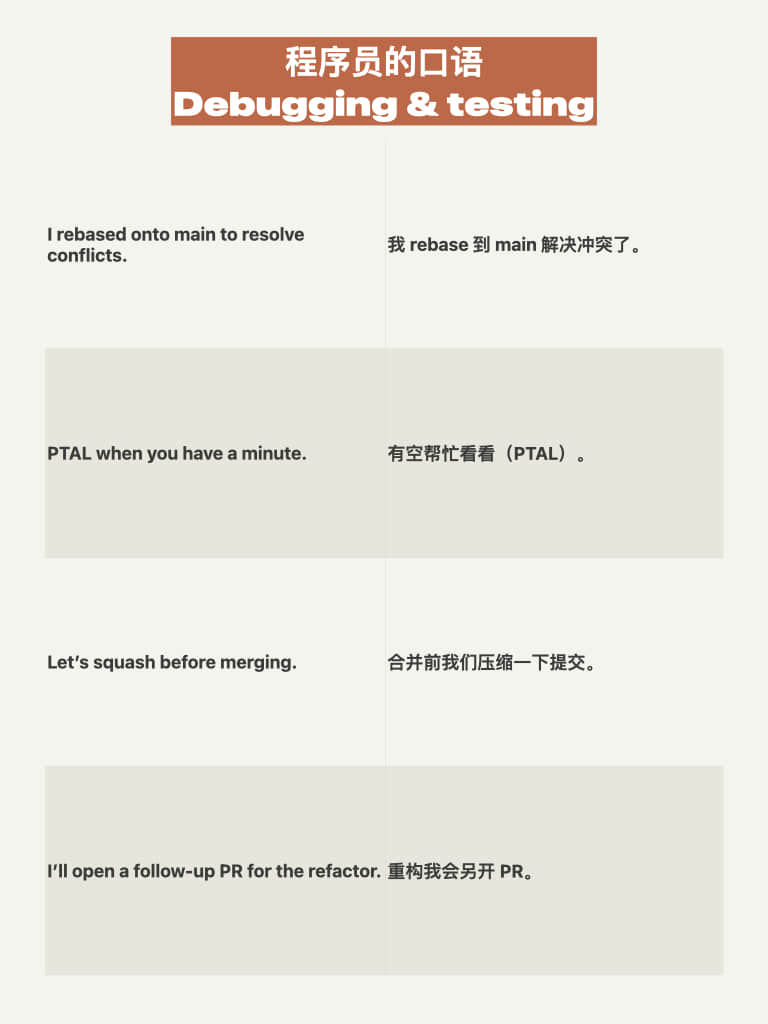 程序员的口语
Debugging & testing
I rebased onto main to resolve
conflicts.
我 rebase 到 main 解决冲突了。
PTAL when you have a minute.
有空帮忙看看（PTAL）。
Let’s squash before merging.
合并前我们压缩一下提交。
I’ll open a follow-up PR for the refactor.
重构我会另开 PR。